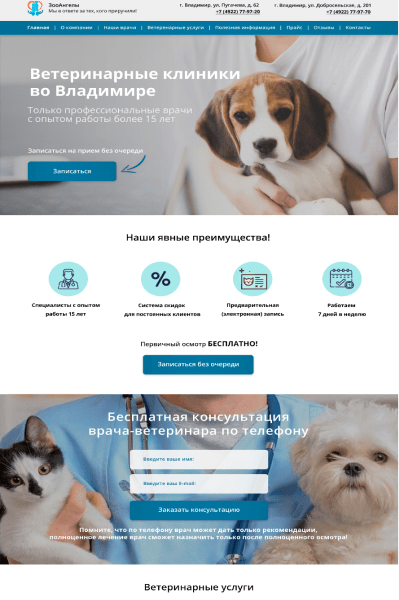 ЗооАнгелы
Мы в ответе за тех, кого приручили!
г. Владимир, ул. Пугачева, д. 62
+7 (4922) 77-97-20
г. Владимир, ул. Добросельская, д. 201
+7 (4922) 77-97-70
Главная | О компании | Наши врачи | Ветеринарные услуги | Полезная информация | Прайс | Отзывы | Контакты
Ветеринарные клиники
во Владимире
Только профессиональные врачи
с опытом работы более 15 лет
Записаться на прием без очереди
Записаться
Наши явные преимущества!
%
Специалисты с опытом
работы 15 лет
Система скидок
для постоянных клиентов
Предварительная
(электронная) запись
Работаем
7 дней в неделю
Первичный осмотр БЕСПЛАТНО!
Записаться без очереди
Бесплатная консультация
врача-ветеринара по телефону
Введите ваше имя:
Введите ваш E-mail:
Заказать консультацию
Помните, что по телефону врач может дать только рекомендации,
полноценное лечение врач сможет назначить только после полноценного осмотра!
Ветеринарные услуги